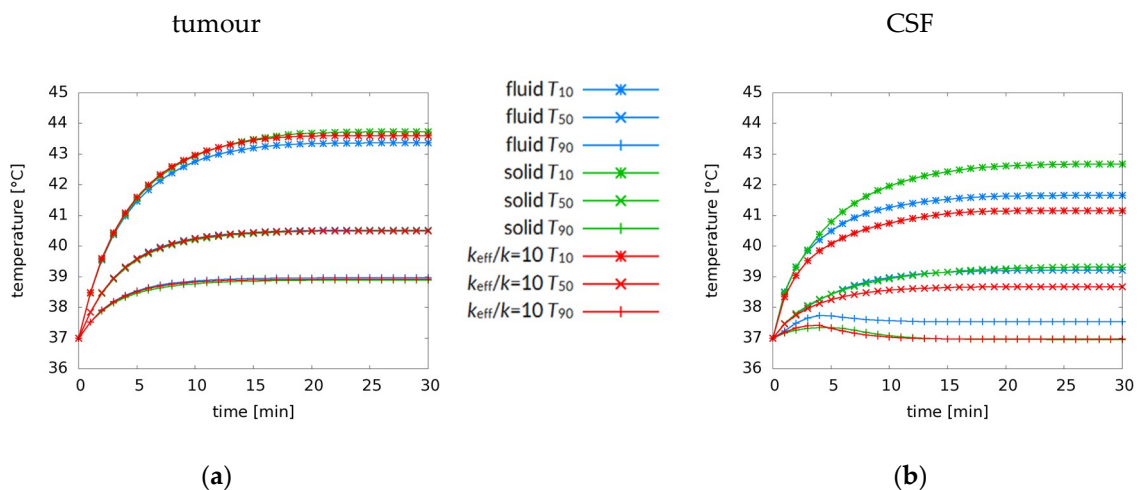 tumour
CSF
45
44
43
42
41
40
39
38
37
36
temperature [°C]
0 5 10 15 20 25 30
time [min]
(a)
fluid T10
fluid T50
fluid T90
solid T10
solid T50
solid T90
keff/k=10 T10
keff/k=10 T50
keff/k=10 T90
45
44
43
42
41
40
39
38
37
36
temperature [°C]
0 5 10 15 20 25 30
time [min]
(b)